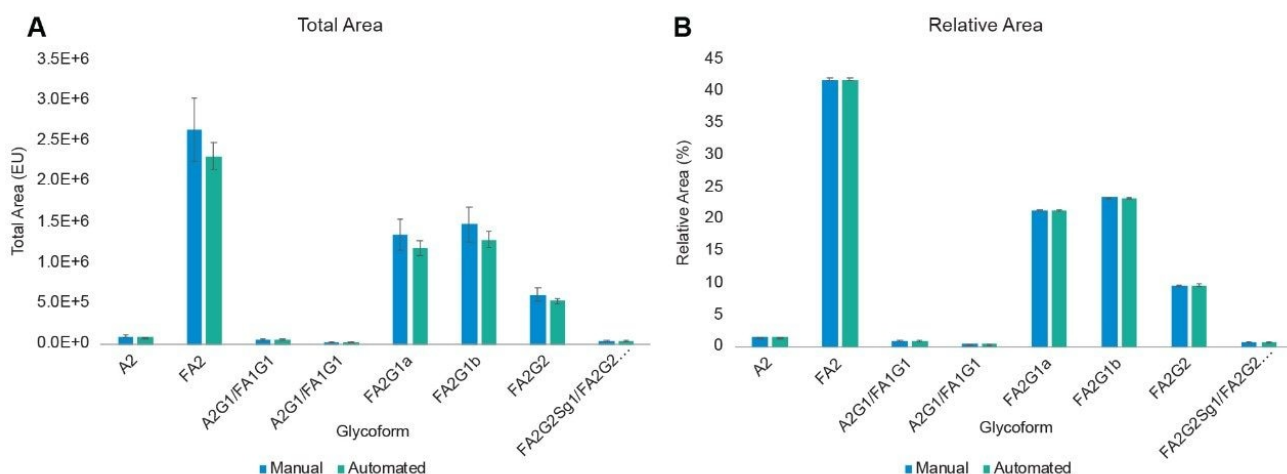 A
Total Area
3.5E+6
3.0E+6
2.5E+6
2.0E+6
1.5E+6
1.0E+6
5.0E+5
0.0E+0
Total Area (EU)
A2
FA2
A2G1/FA1G1
A2G1/FA1G1
FA2G1a
FA2G1b
FA2G2
FA2G2Sg1/FA2G2...
Glycoform
Manual Automated
B
Relative Area
45
40
35
30
25
20
15
10
5
0
Relative Area (%)
A2
FA2
A2G1/FA1G1
A2G1/FA1G1
FA2G1a
FA2G1b
FA2G2
FA2G2Sg1/FA2G2...
Glycoform
Manual Automated